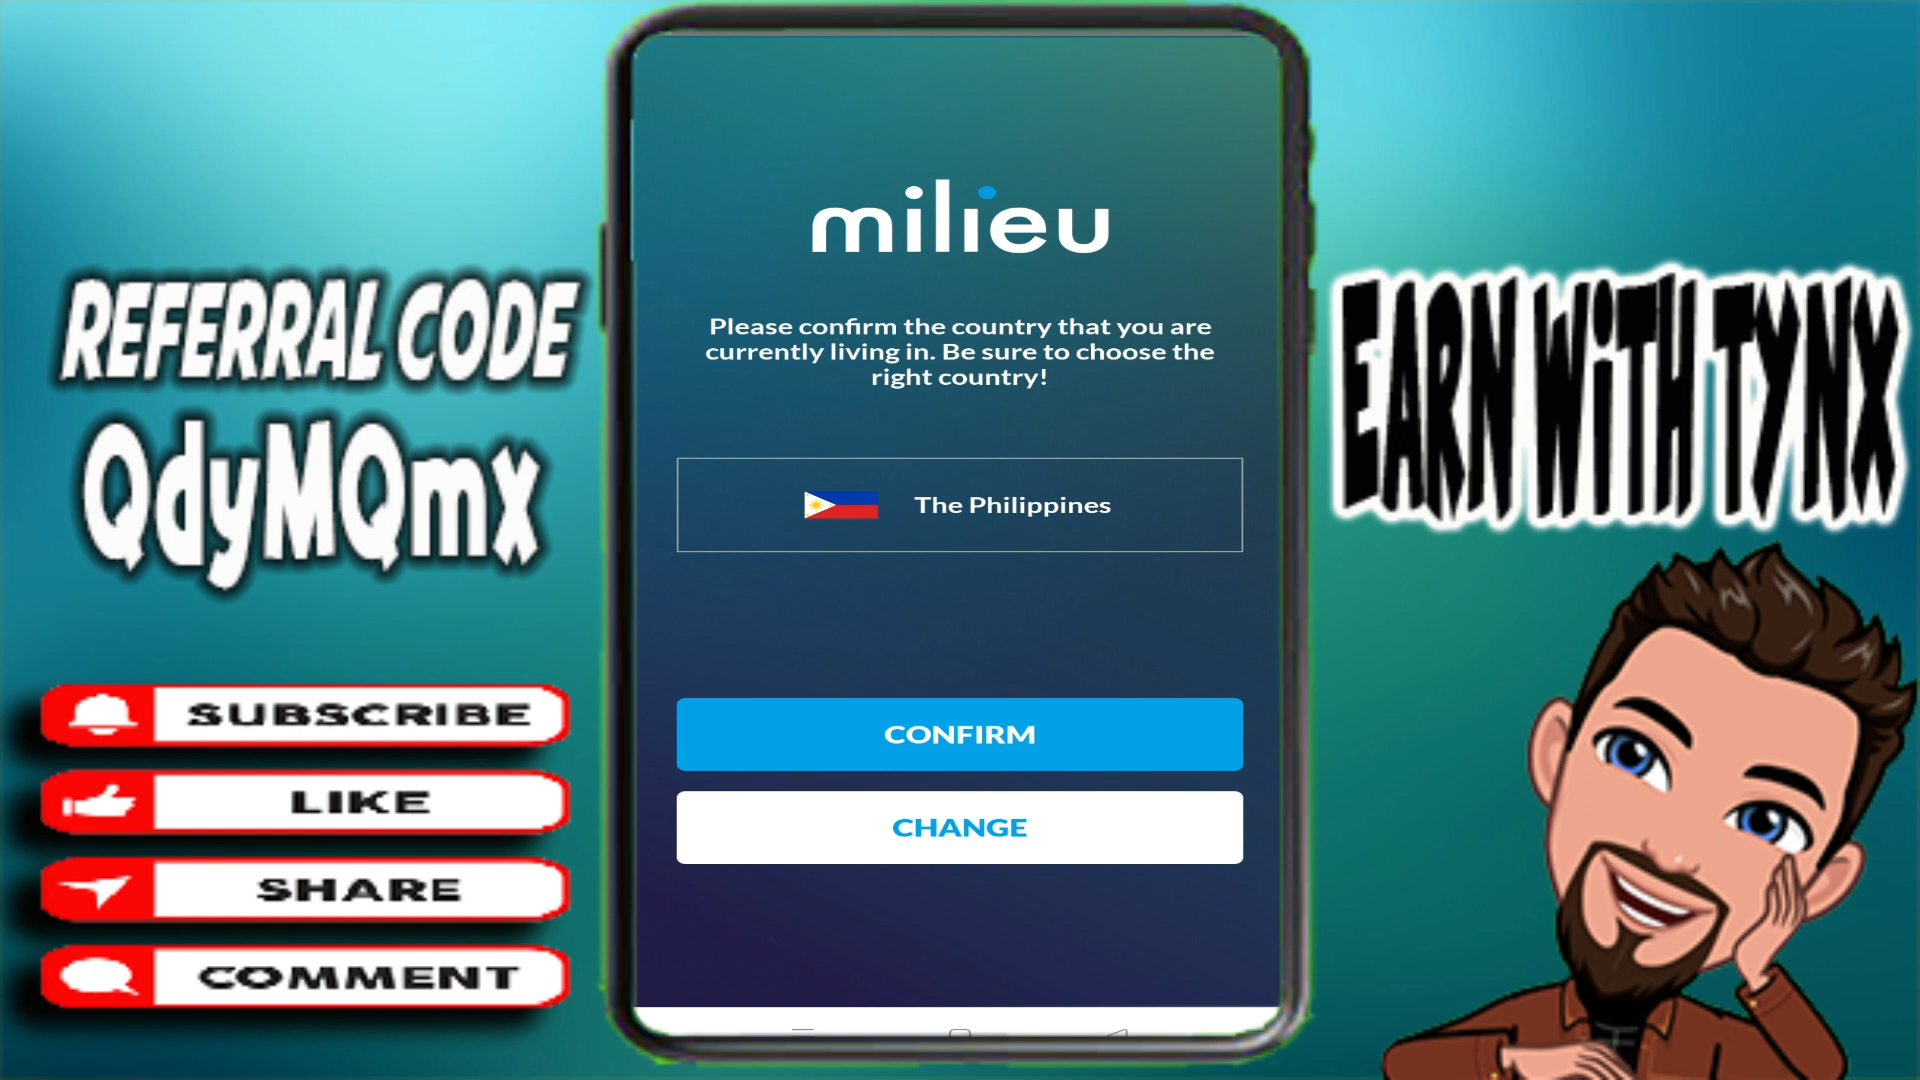 REFERRAL CODE
QdyMQmx
SUBSCRIBE
LIKE
SHARE
COMMENT
milieu
Please confirm the country that you are
currently living in. Be sure to choose the
right country!
The Philippines
CONFIRM
CHANGE
EARN WiTH TYNX